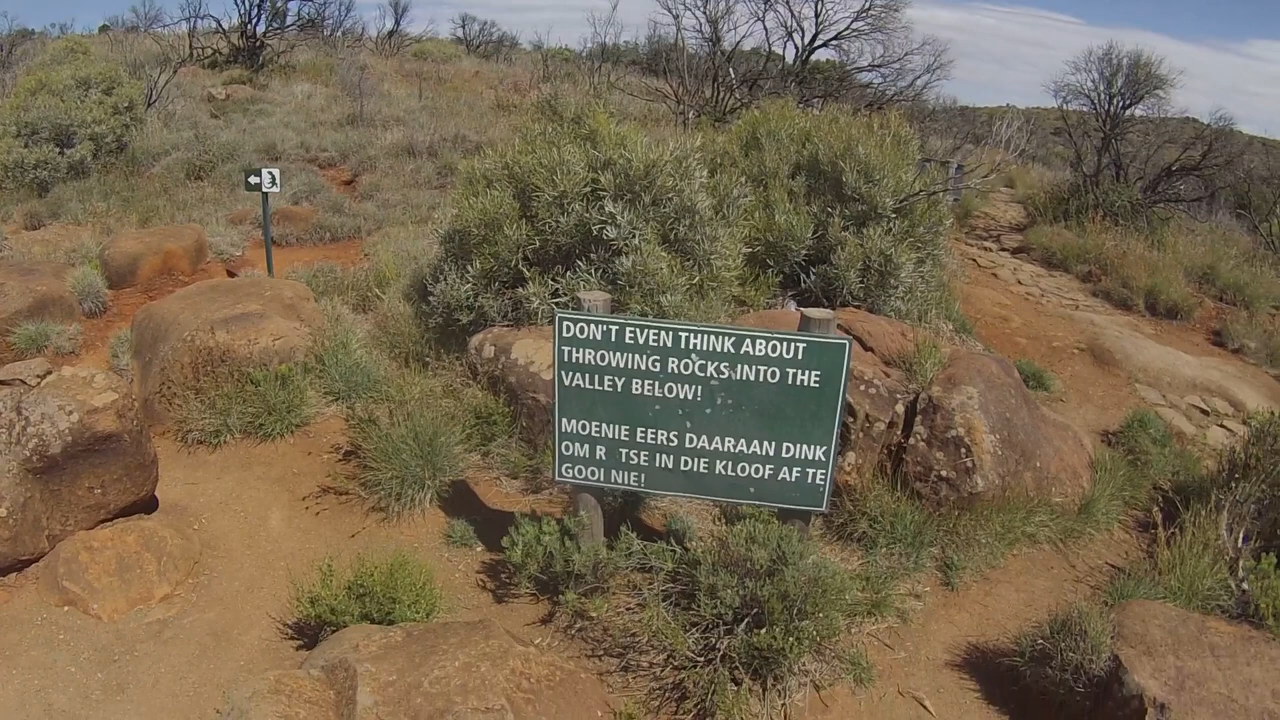 DON'T EVEN THINK ABOUT
THROWING ROCKS INTO THE
VALLEY BELOW!
MOENIE EERS DAARAAN DINK
OM R TSE IN DIE KLOOF AF TE
GOOI NIE!